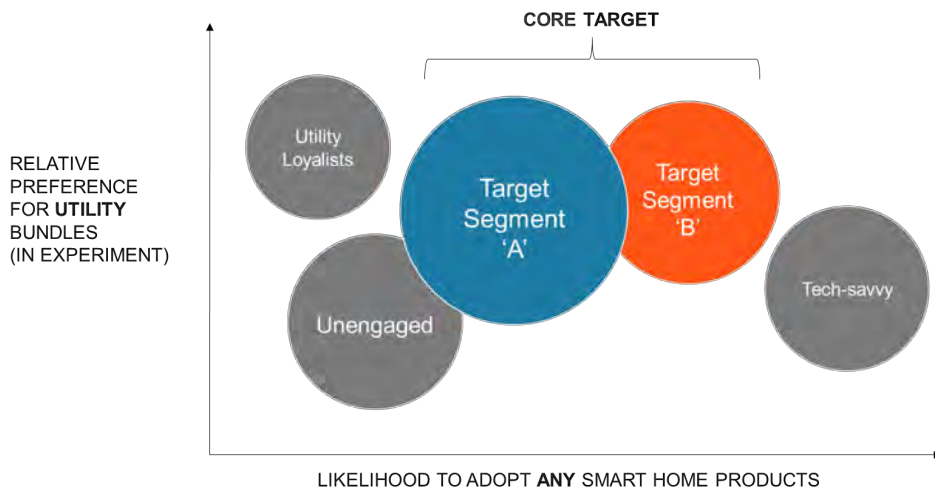 CORE TARGET
RELATIVE
PREFERENCE
FOR UTILITY
BUNDLES
(IN EXPERIMENT)
Utility
Loyalists
Target
Segment
‘A’
Target
Segment
‘B’
Unengaged
Tech-savvy
LIKELIHOOD TO ADOPT ANY SMART HOME PRODUCTS